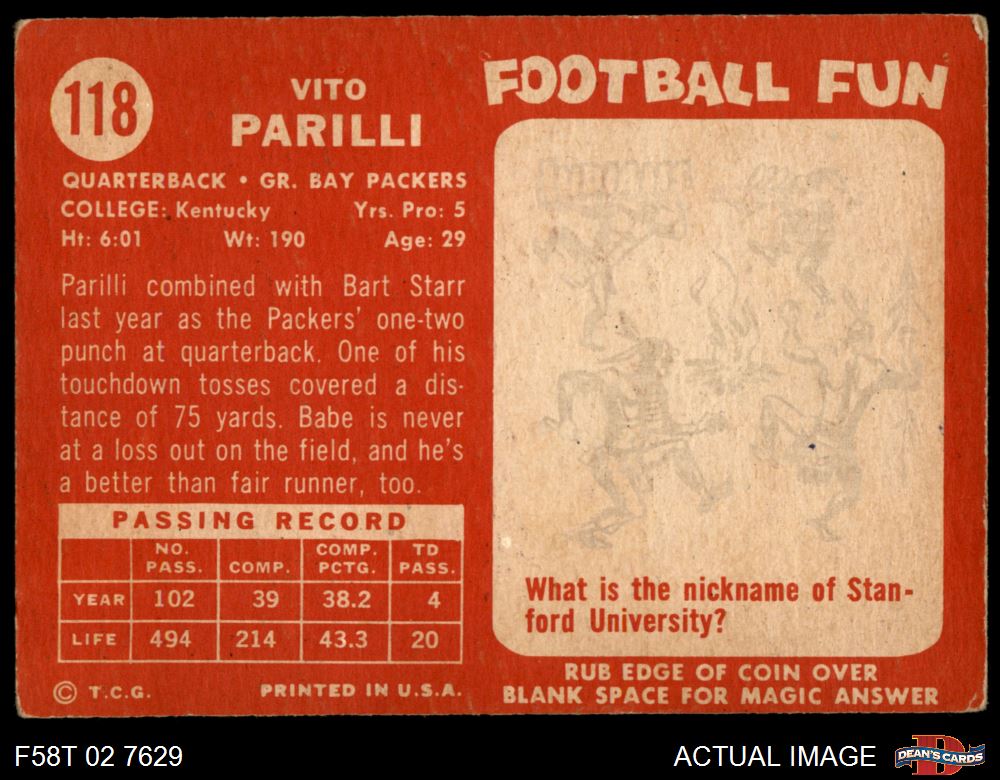 118
VITO
PARILLI
QUARTERBACK • GR. BAY PACKERS
COLLEGE: Kentucky Yrs. Pro: 5
Ht: 6:01 Wt: 190 Age: 29
Parilli combined with Bart Starr
last year as the Packers' one-two
punch at quarterback. One of his
touchdown tosses covered a dis-
tance of 75 yards. Babe is never
at a loss out on the field, and he's
a better than fair runner, too.
PASSING RECORD
NO. PASS. COMP. COMP. PCTG. TD PASS.
YEAR 102 39 38.2 4
LIFE 494 214 43.3 20
© T.C.G. PRINTED IN U.S.A.
FOOTBALL FUN
What is the nickname of Stan-
ford University?
RUB EDGE OF COIN OVER
BLANK SPACE FOR MAGIC ANSWER
F58T 02 7629
ACTUAL IMAGE
DEAN'S CARDS